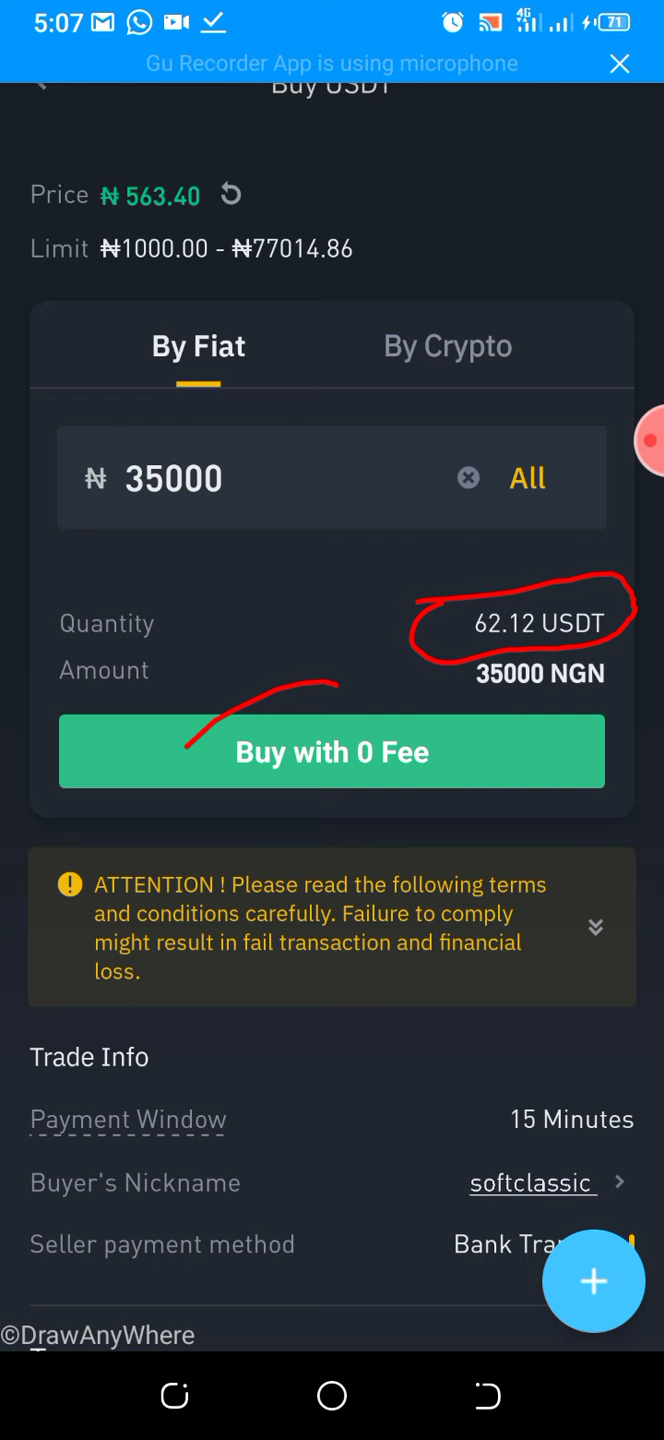 5:07 4G 71
Gu Recorder App is using microphone
Buy USDT
Price ₦ 563.40
Limit ₦1000.00 - ₦77014.86
By Fiat By Crypto
₦ 35000 All
Quantity 62.12 USDT
Amount 35000 NGN
Buy with 0 Fee
ATTENTION ! Please read the following terms
and conditions carefully. Failure to comply
might result in fail transaction and financial
loss.
Trade Info
Payment Window 15 Minutes
Buyer's Nickname softclassic
Seller payment method Bank
©DrawAnyWhere